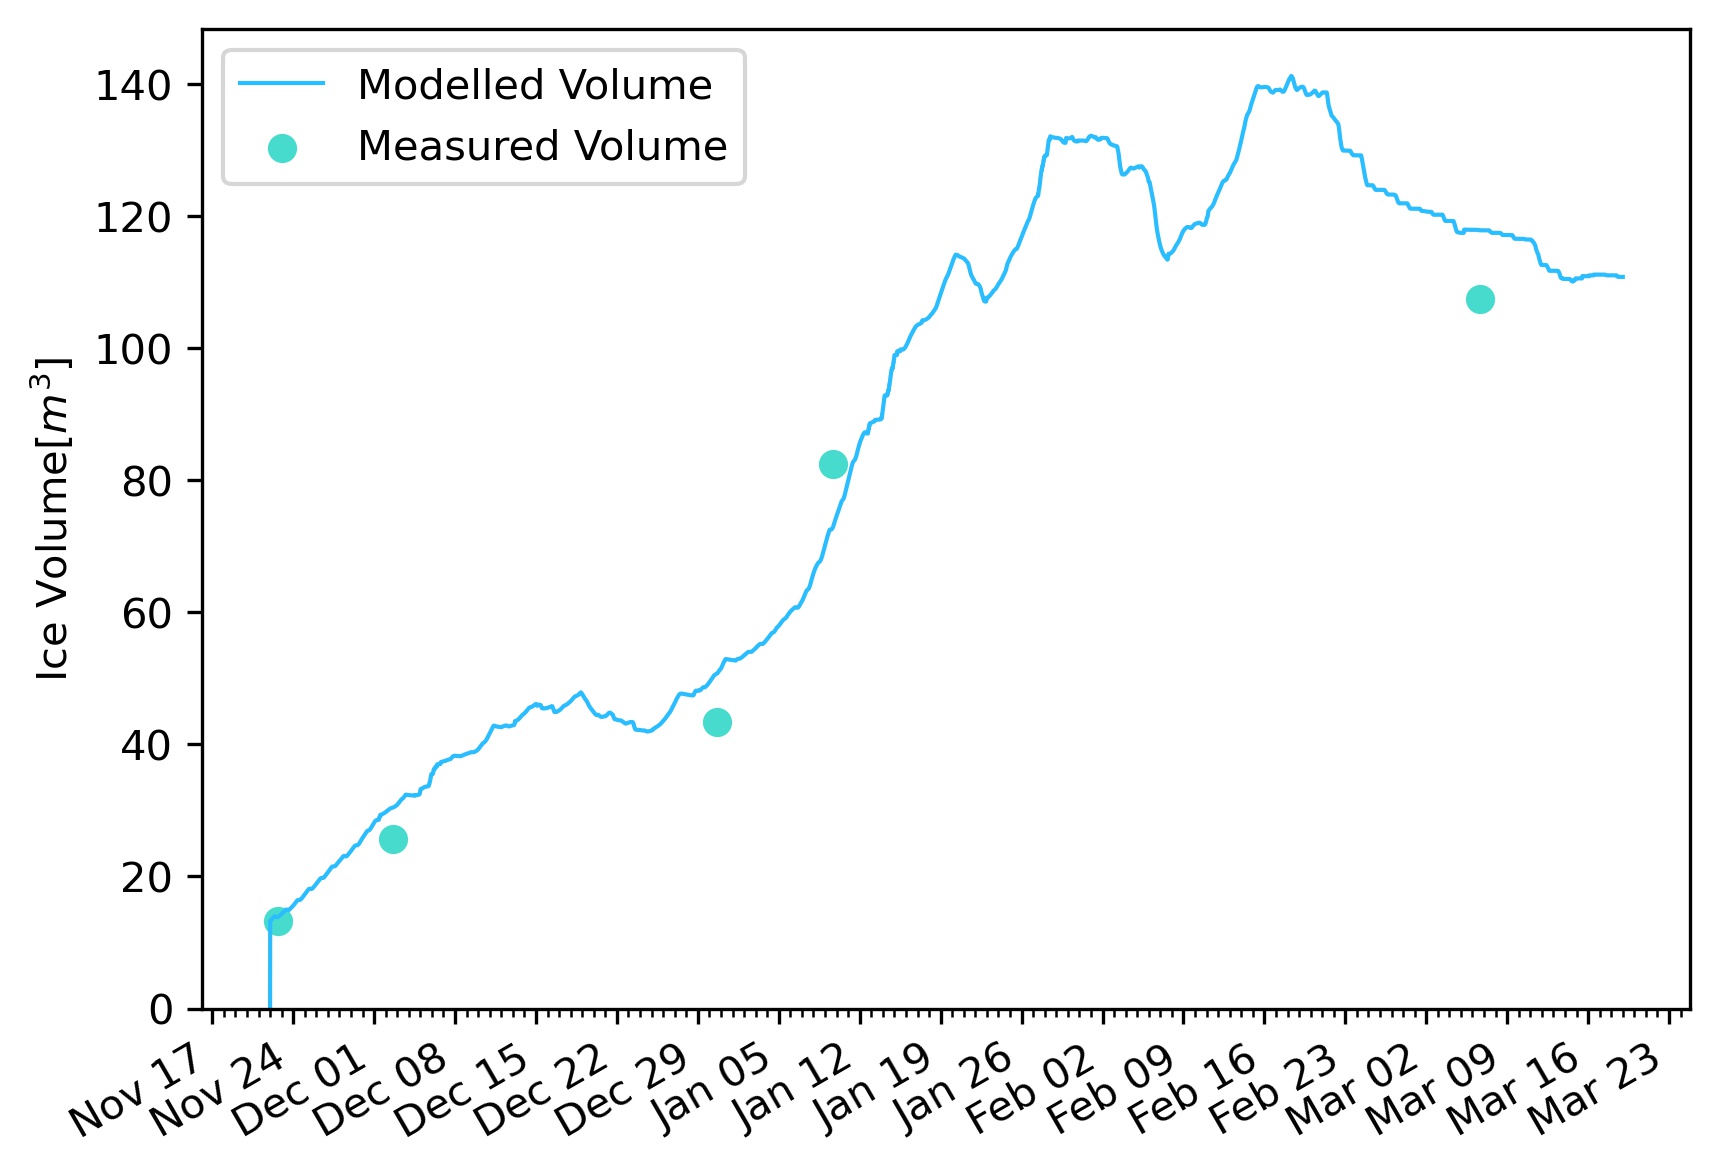 Modelled Volume
Measured Volume
Ice Volume[m³]
140
120
100
80
60
40
20
0
Nov 17
Nov 24
Dec 01
Dec 08
Dec 15
Dec 22
Dec 29
Jan 05
Jan 12
Jan 19
Jan 26
Feb 02
Feb 09
Feb 16
Feb 23
Mar 02
Mar 09
Mar 16
Mar 23